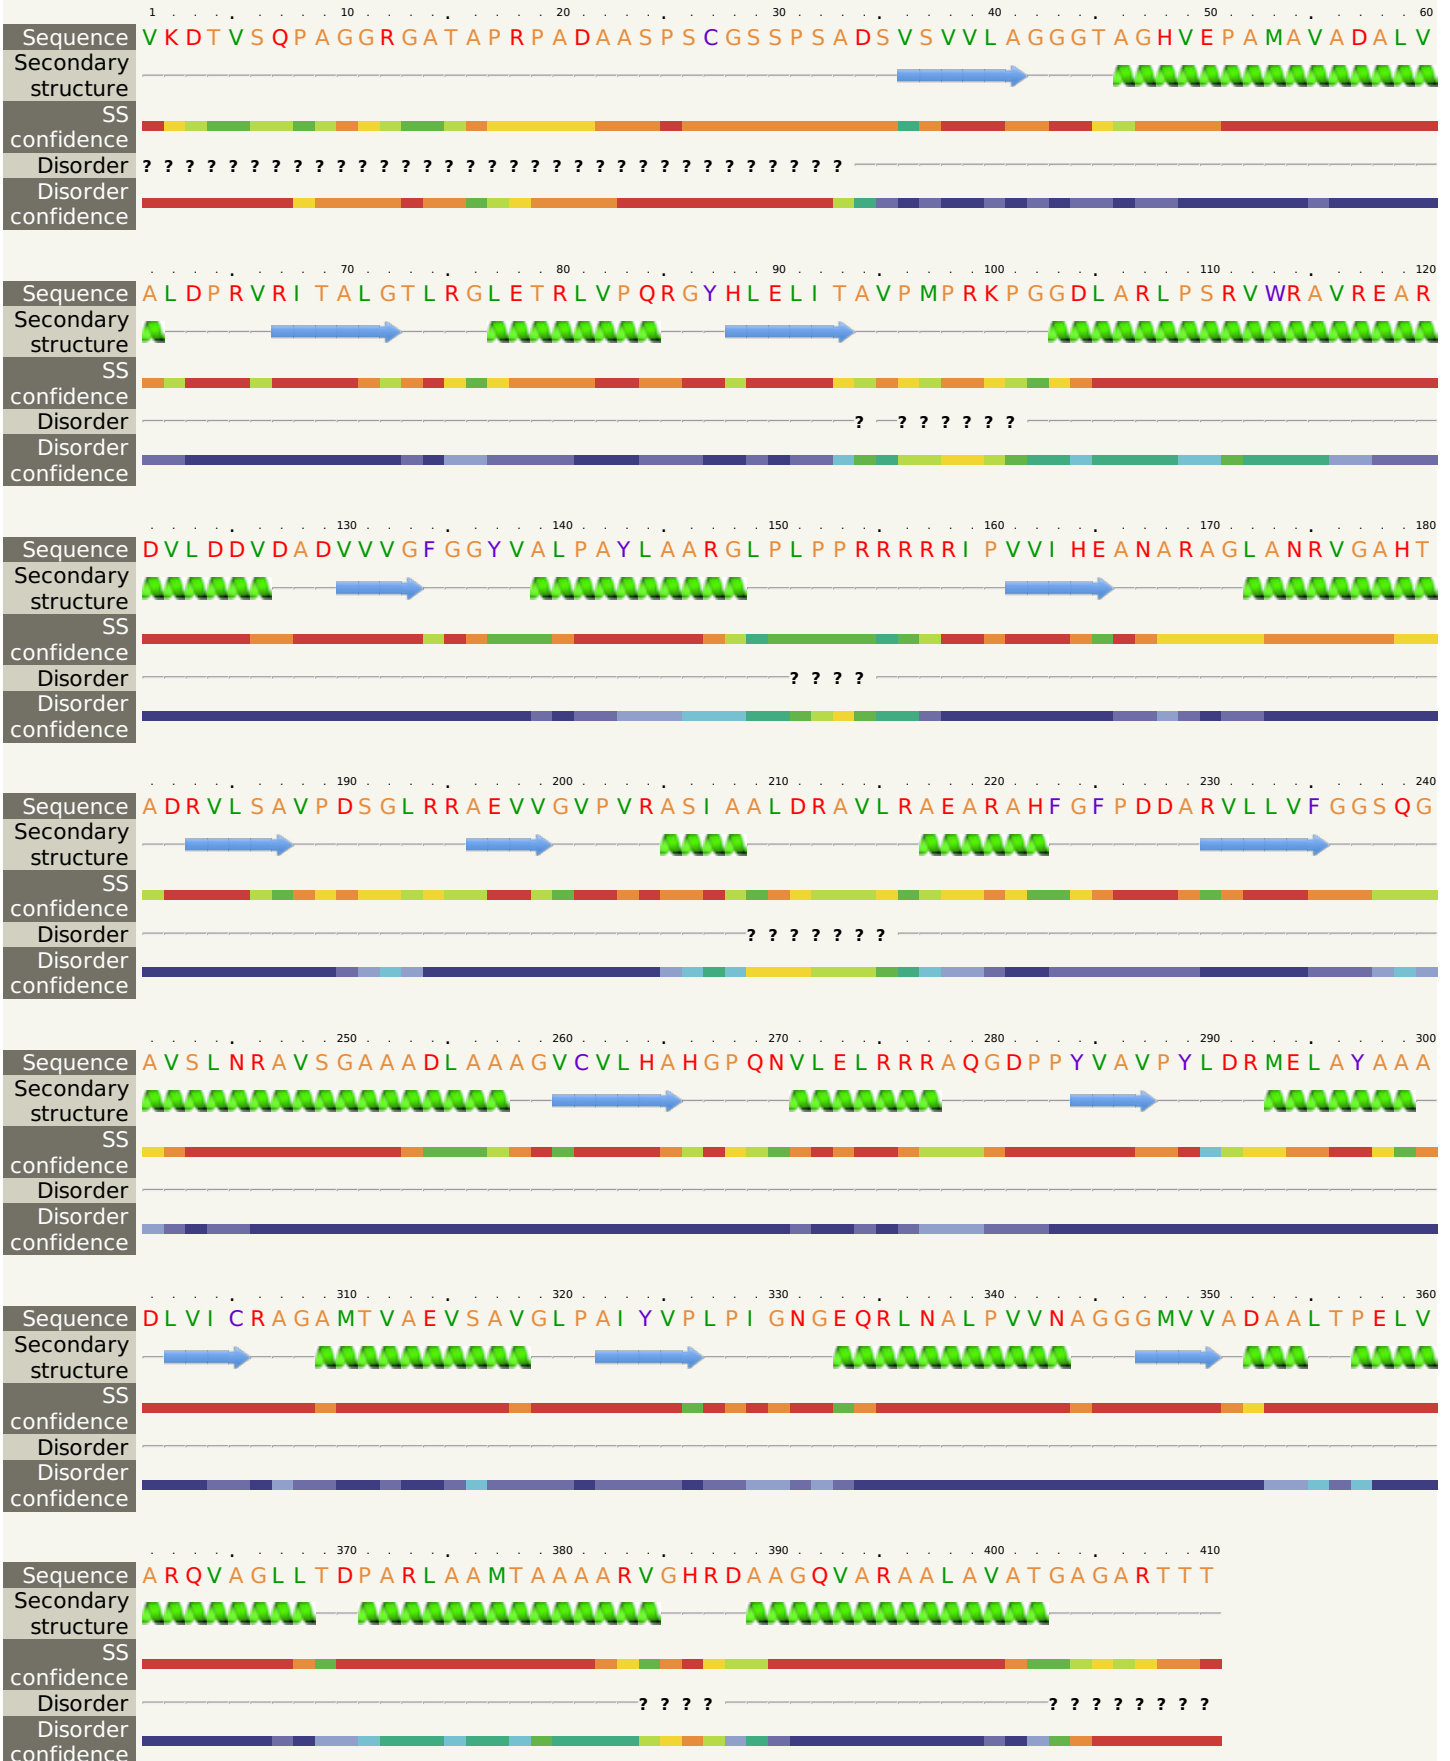 1 10 20 30 40 50 60
Sequence V K D T V S Q P A G G R G A T A P R P A D A A S P S C G S S P S A D S V S V V L A G G G T A G H V E P A M A V A D A L V
Secondary
structure
SS
confidence
Disorder ? ? ? ? ? ? ? ? ? ? ? ? ? ? ? ? ? ? ? ? ? ? ? ? ? ? ? ? ? ? ? ? ?
Disorder
confidence
70 80 90 100 110 120
Sequence A L D P R V R I T A L G T L R G L E T R L V P Q R G Y H L E L I T A V P M P R K P G G D L A R L P S R V W R A V R E A R
Secondary
structure
SS
confidence
Disorder ? ? ? ? ? ? ?
Disorder
confidence
130 140 150 160 170 180
Sequence D V L D D V D A D V V V G F G G Y V A L P A Y L A A R G L P L P P R R R R R I P V V I H E A N A R A G L A N R V G A H T
Secondary
structure
SS
confidence
Disorder ? ? ? ?
Disorder
confidence
190 200 210 220 230 240
Sequence A D R V L S A V P D S G L R R A E V V G V P V R A S I A A L D R A V L R A E A R A H F G F P D D A R V L L V F G G S Q G
Secondary
structure
SS
confidence
Disorder ? ? ? ? ? ? ?
Disorder
confidence
250 260 270 280 290 300
Sequence A V S L N R A V S G A A A D L A A A G V C V L H A H G P Q N V L E L R R R A Q G D P P Y V A V P Y L D R M E L A Y A A A
Secondary
structure
SS
confidence
Disorder
Disorder
confidence
310 320 330 340 350 360
Sequence D L V I C R A G A M T V A E V S A V G L P A I Y V P L P I G N G E Q R L N A L P V V N A G G G M V V A D A A L T P E L V
Secondary
structure
SS
confidence
Disorder
Disorder
confidence
370 380 390 400 410
Sequence A R Q V A G L L T D P A R L A A M T A A A A R V G H R D A A G Q V A R A A L A V A T G A G A R T T T
Secondary
structure
SS
confidence
Disorder ? ? ? ? ? ? ? ? ? ? ? ?
Disorder
confidence